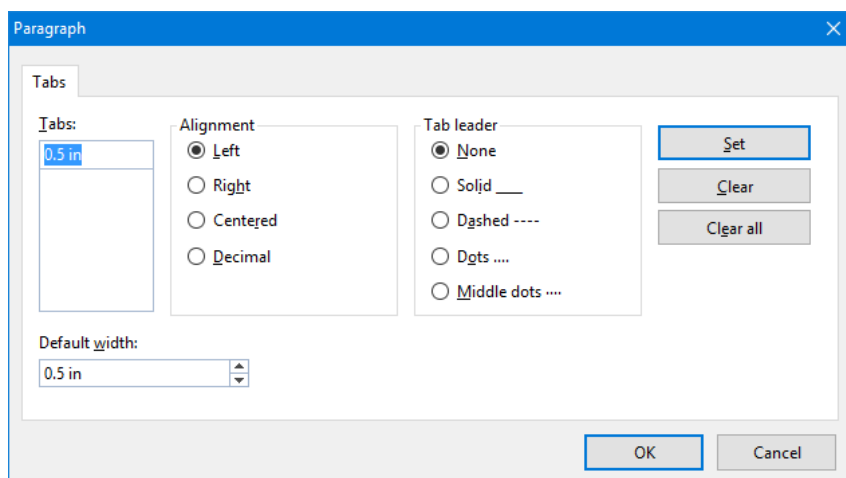 Paragraph
Tabs
Tabs:
0.5 in
Alignment
Left
Right
Centered
Decimal
Tab leader
None
Solid ___
Dashed ----
Dots ....
Middle dots ····
Set
Clear
Clear all
Default width:
0.5 in
OK
Cancel